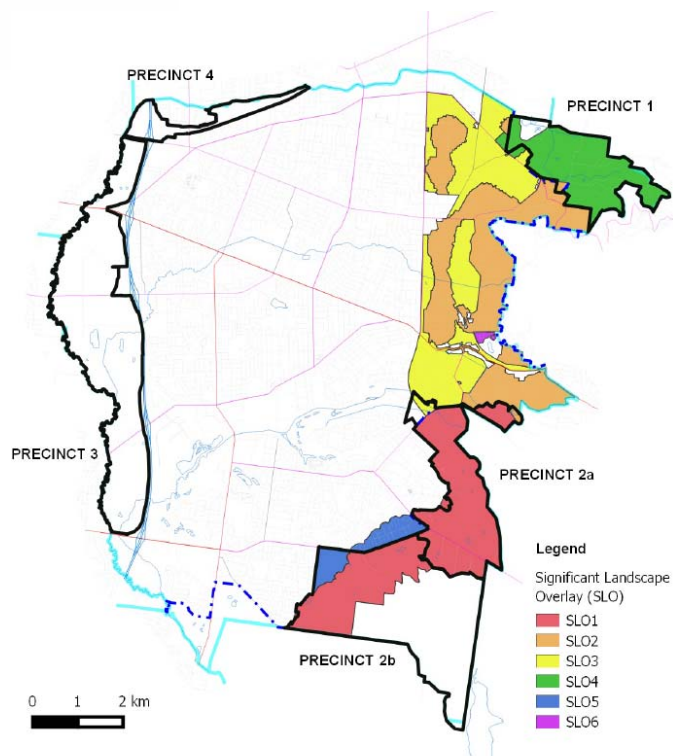 PRECINCT 4
PRECINCT 1
PRECINCT 3
PRECINCT 2a
PRECINCT 2b
Legend
Significant Landscape
Overlay (SLO)
SLO1
SLO2
SLO3
SLO4
SLO5
SLO6
0 1 2 km